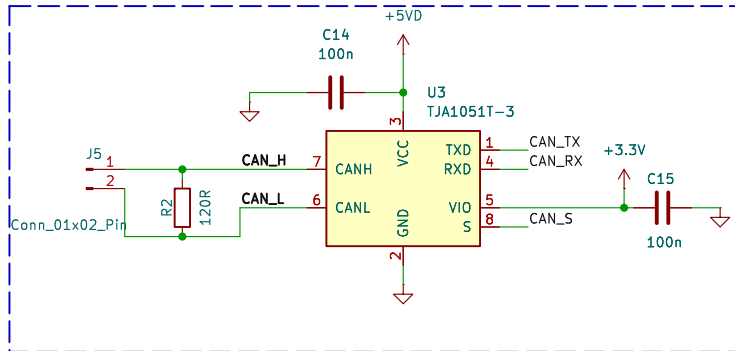 +5VD
C14
100n
U3
TJA1051T-3
3
VCC
J5
1
2
Conn_01x02_Pin
R2
120R
CAN_H
CAN_L
7
CANH
6
CANL
GND
2
TXD
1
CAN_TX
RXD
4
CAN_RX
VIO
5
S
8
CAN_S
+3.3V
C15
100n